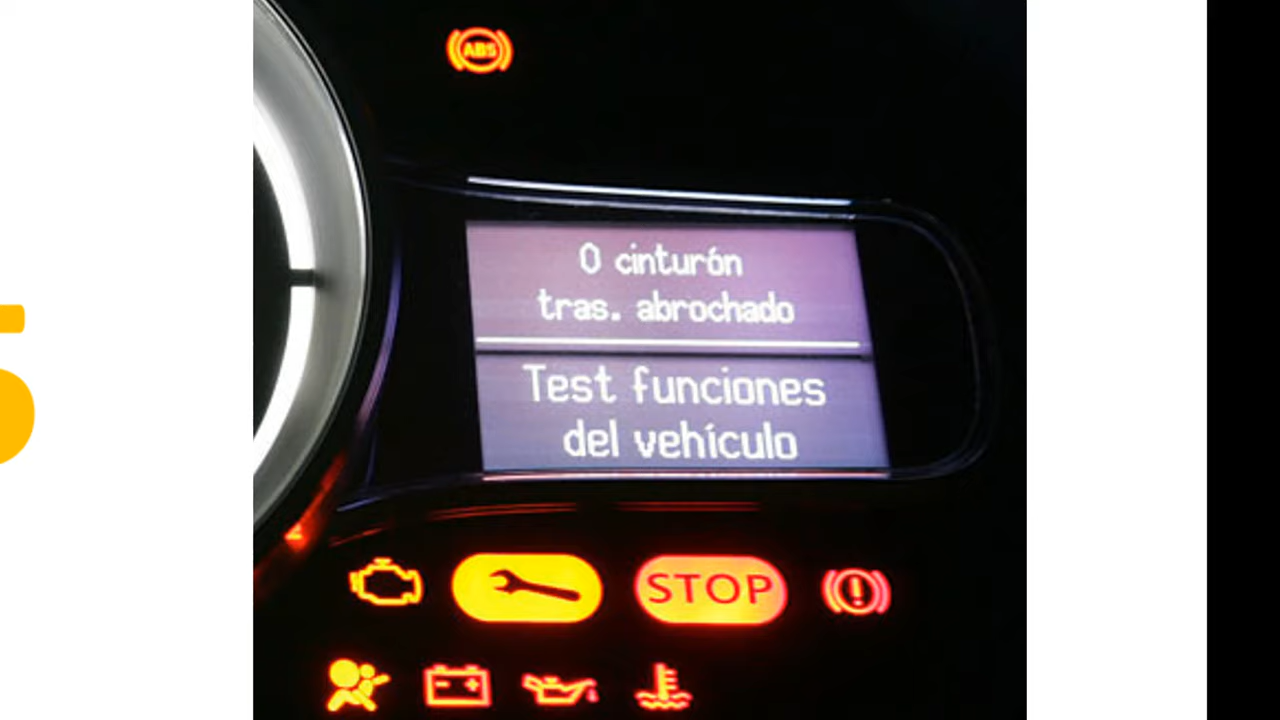 ABS
0 cinturón
tras. abrochado
Test funciones
del vehículo
STOP